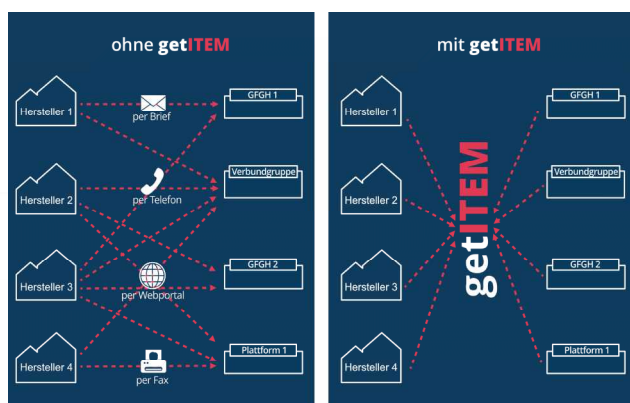 ohne getITEM
Hersteller 1
per Brief
GFGH 1
Hersteller 2
per Telefon
Verbundgruppe
Hersteller 3
per Webportal
GFGH 2
Hersteller 4
per Fax
Plattform 1
mit getITEM
Hersteller 1
GFGH 1
Hersteller 2
Verbundgruppe
getITEM
Hersteller 3
GFGH 2
Hersteller 4
Plattform 1